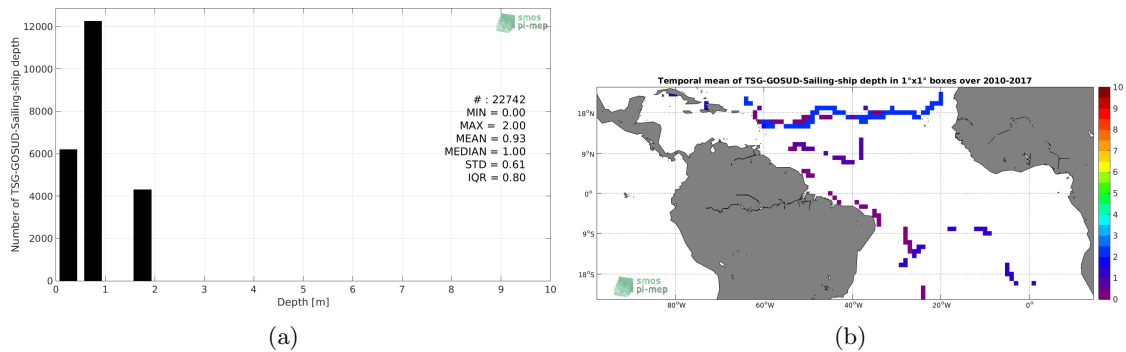 12000
10000
8000
6000
4000
2000
0
Number of TSG-GOSUD-Sailing-ship depth
0 1 2 3 4 5 6 7 8 9 10
Depth [m]
smos
pi-mep
# : 22742
MIN = 0.00
MAX = 2.00
MEAN = 0.93
MEDIAN = 1.00
STD = 0.61
IQR = 0.80
(a)
Temporal mean of TSG-GOSUD-Sailing-ship depth in 1°x1° boxes over 2010-2017
18°N
9°N
0°
9°S
18°S
80°W 60°W 40°W 20°W 0°
smos
pi-mep
10
9
8
7
6
5
4
3
2
1
0
(b)